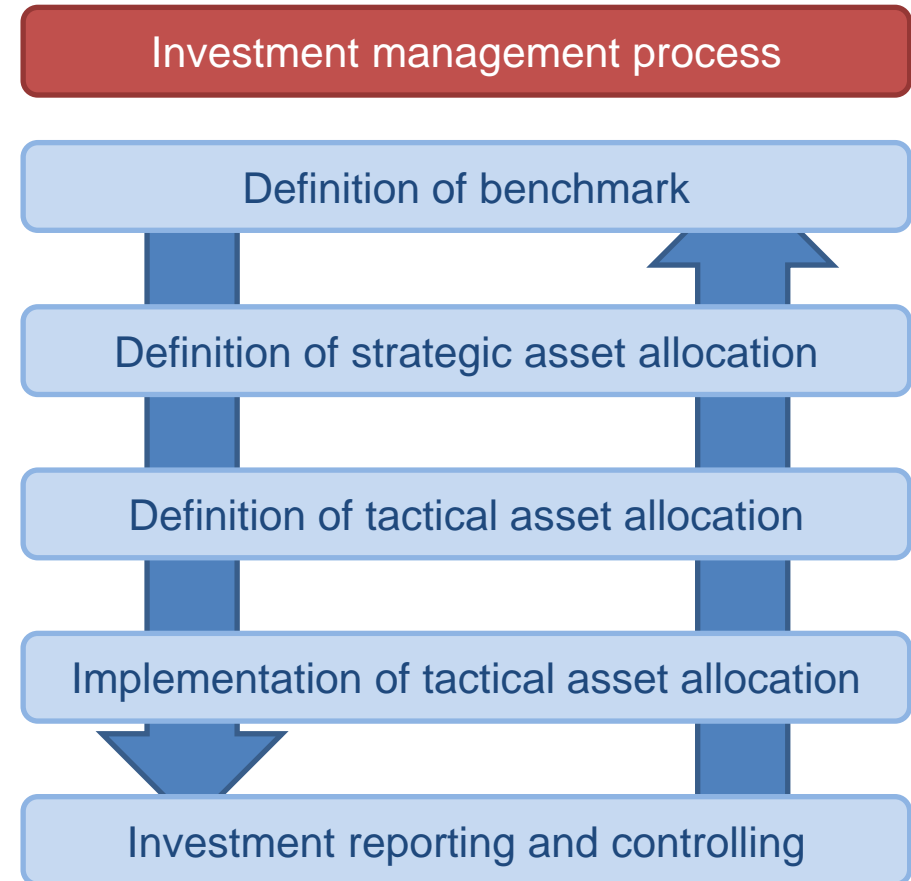 Investment management process
Definition of benchmark
Definition of strategic asset allocation
Definition of tactical asset allocation
Implementation of tactical asset allocation
Investment reporting and controlling